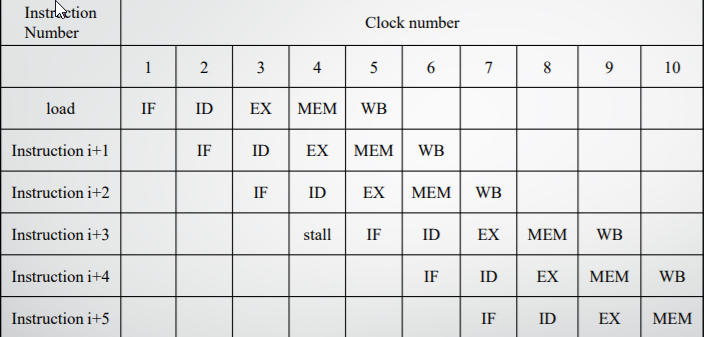 Instruction Clock number
Number
1 2 3 4 5 6 7 8 9 10
load IF ID EX MEM WB
Instruction i+1 IF ID EX MEM WB
Instruction i+2 IF ID EX MEM WB
Instruction i+3 stall IF ID EX MEM WB
Instruction i+4 IF ID EX MEM WB
Instruction i+5 IF ID EX MEM